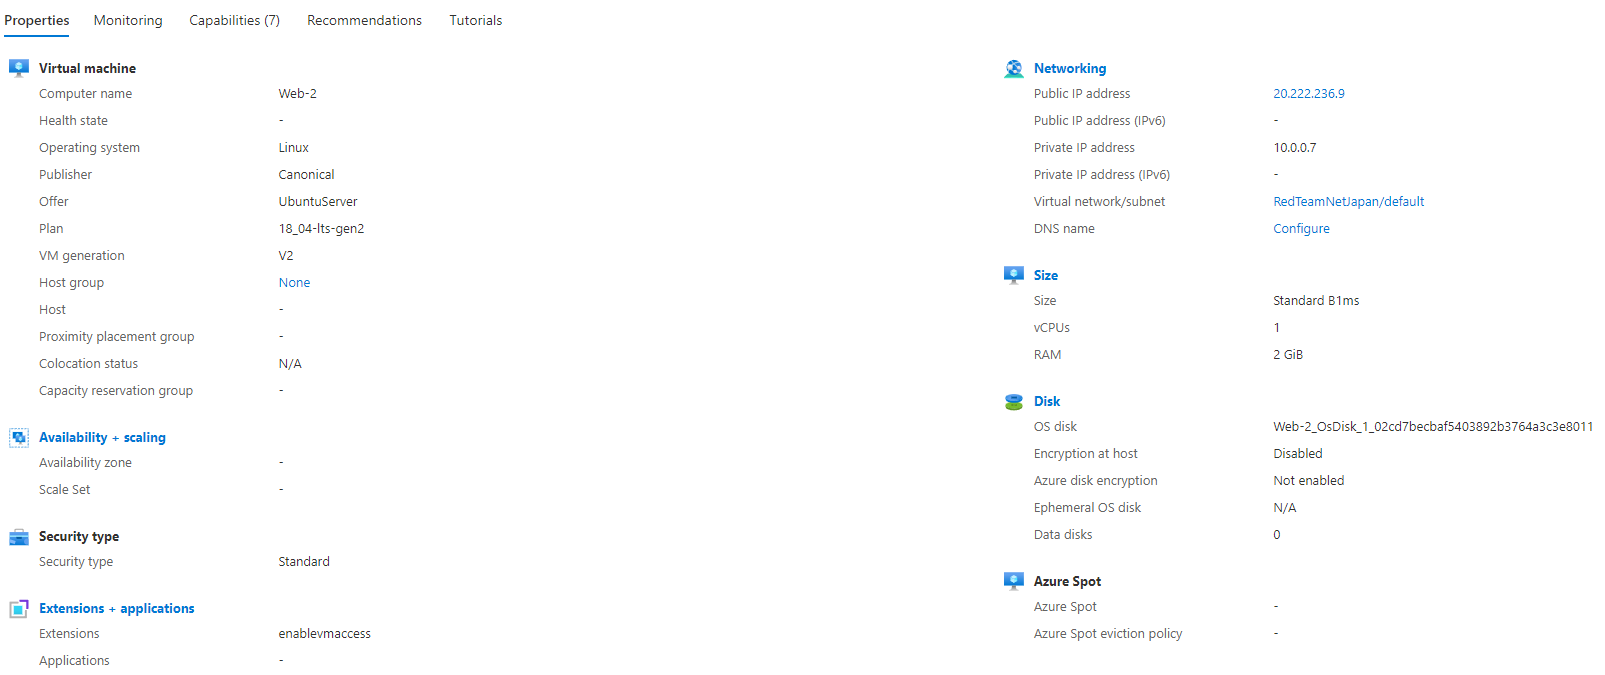 Properties Monitoring Capabilities (7) Recommendations Tutorials
Virtual machine
Computer name Web-2
Health state -
Operating system Linux
Publisher Canonical
Offer UbuntuServer
Plan 18_04-lts-gen2
VM generation V2
Host group None
Host -
Proximity placement group -
Colocation status N/A
Capacity reservation group -
Availability + scaling
Availability zone -
Scale Set -
Security type
Security type Standard
Extensions + applications
Extensions enablevmaccess
Applications -
Networking
Public IP address 20.222.236.9
Public IP address (IPv6) -
Private IP address 10.0.0.7
Private IP address (IPv6) -
Virtual network/subnet RedTeamNetJapan/default
DNS name Configure
Size
Size Standard B1ms
vCPUs 1
RAM 2 GiB
Disk
OS disk Web-2_OsDisk_1_02cd7becbaf5403892b3764a3c3e8011
Encryption at host Disabled
Azure disk encryption Not enabled
Ephemeral OS disk N/A
Data disks 0
Azure Spot
Azure Spot -
Azure Spot eviction policy -